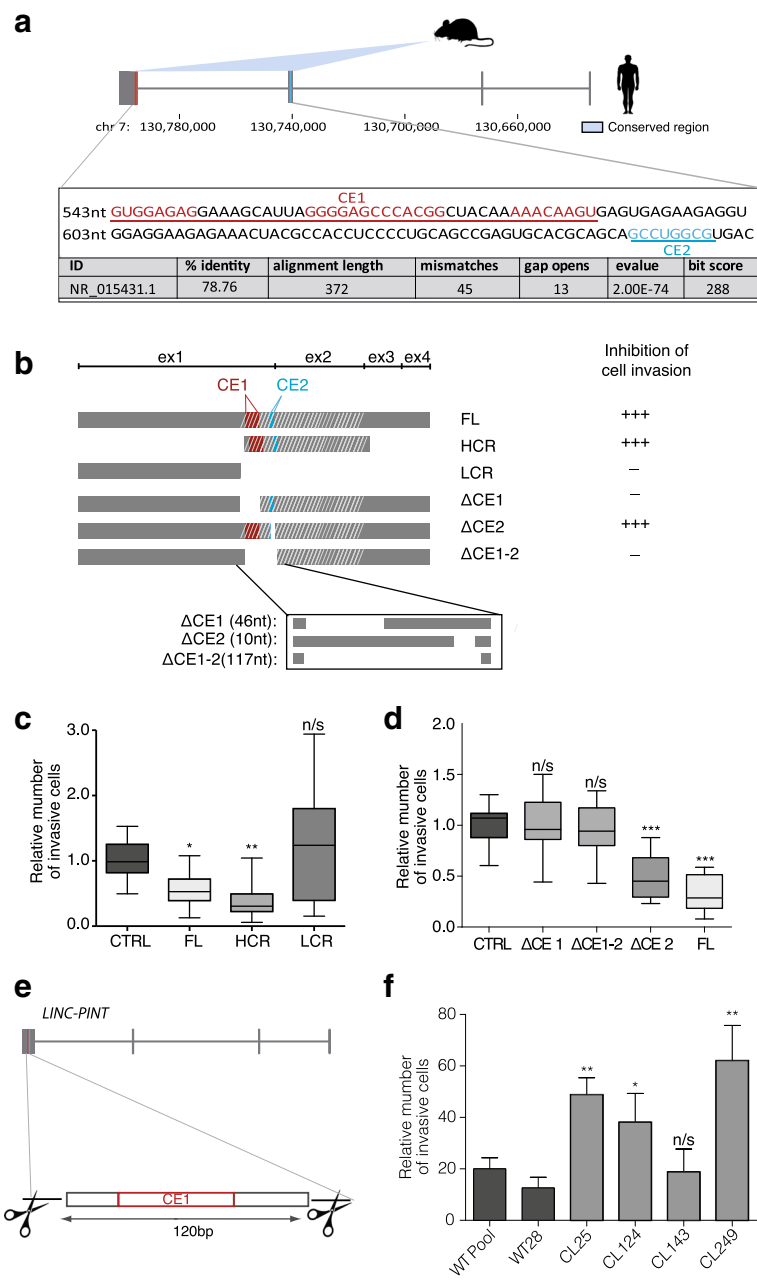 a
chr 7: 130,780,000 130,740,000 130,700,000 130,660,000
Conserved region
CE1
543nt GUGGAGAGGAAAGCAUUAGGGGAGCCCACGGCUACAAAAACAAGUGAGUGAGAAGAGGU
603nt GGAGGAAGAGAAACUACGCCACCUCCCCUGCAGCCGAGUGCACGCAGCAGCCUGGCGUGAC
CE2
ID % identity alignment length mismatches gap opens evalue bit score
NR_015431.1 78.76 372 45 13 2.00E-74 288
b
ex1 ex2 ex3 ex4
Inhibition of
cell invasion
CE1 CE2
FL +++
HCR +++
LCR –
ΔCE1 –
ΔCE2 +++
ΔCE1-2 –
ΔCE1 (46nt):
ΔCE2 (10nt):
ΔCE1-2(117nt):
c
Relative mumber
of invasive cells
3.0
2.0
1.0
0.0
* ** n/s
CTRL FL HCR LCR
d
Relative number
of invasive cells
2.0
1.5
1.0
0.5
0.0
n/s n/s *** ***
CTRL ΔCE 1 ΔCE1-2 ΔCE 2 FL
e
LINC-PINT
CE1
120bp
f
Relative number
of invasive cells
80
60
40
20
0
** * n/s **
WT Pool WT28 CL25 CL124 CL143 CL249